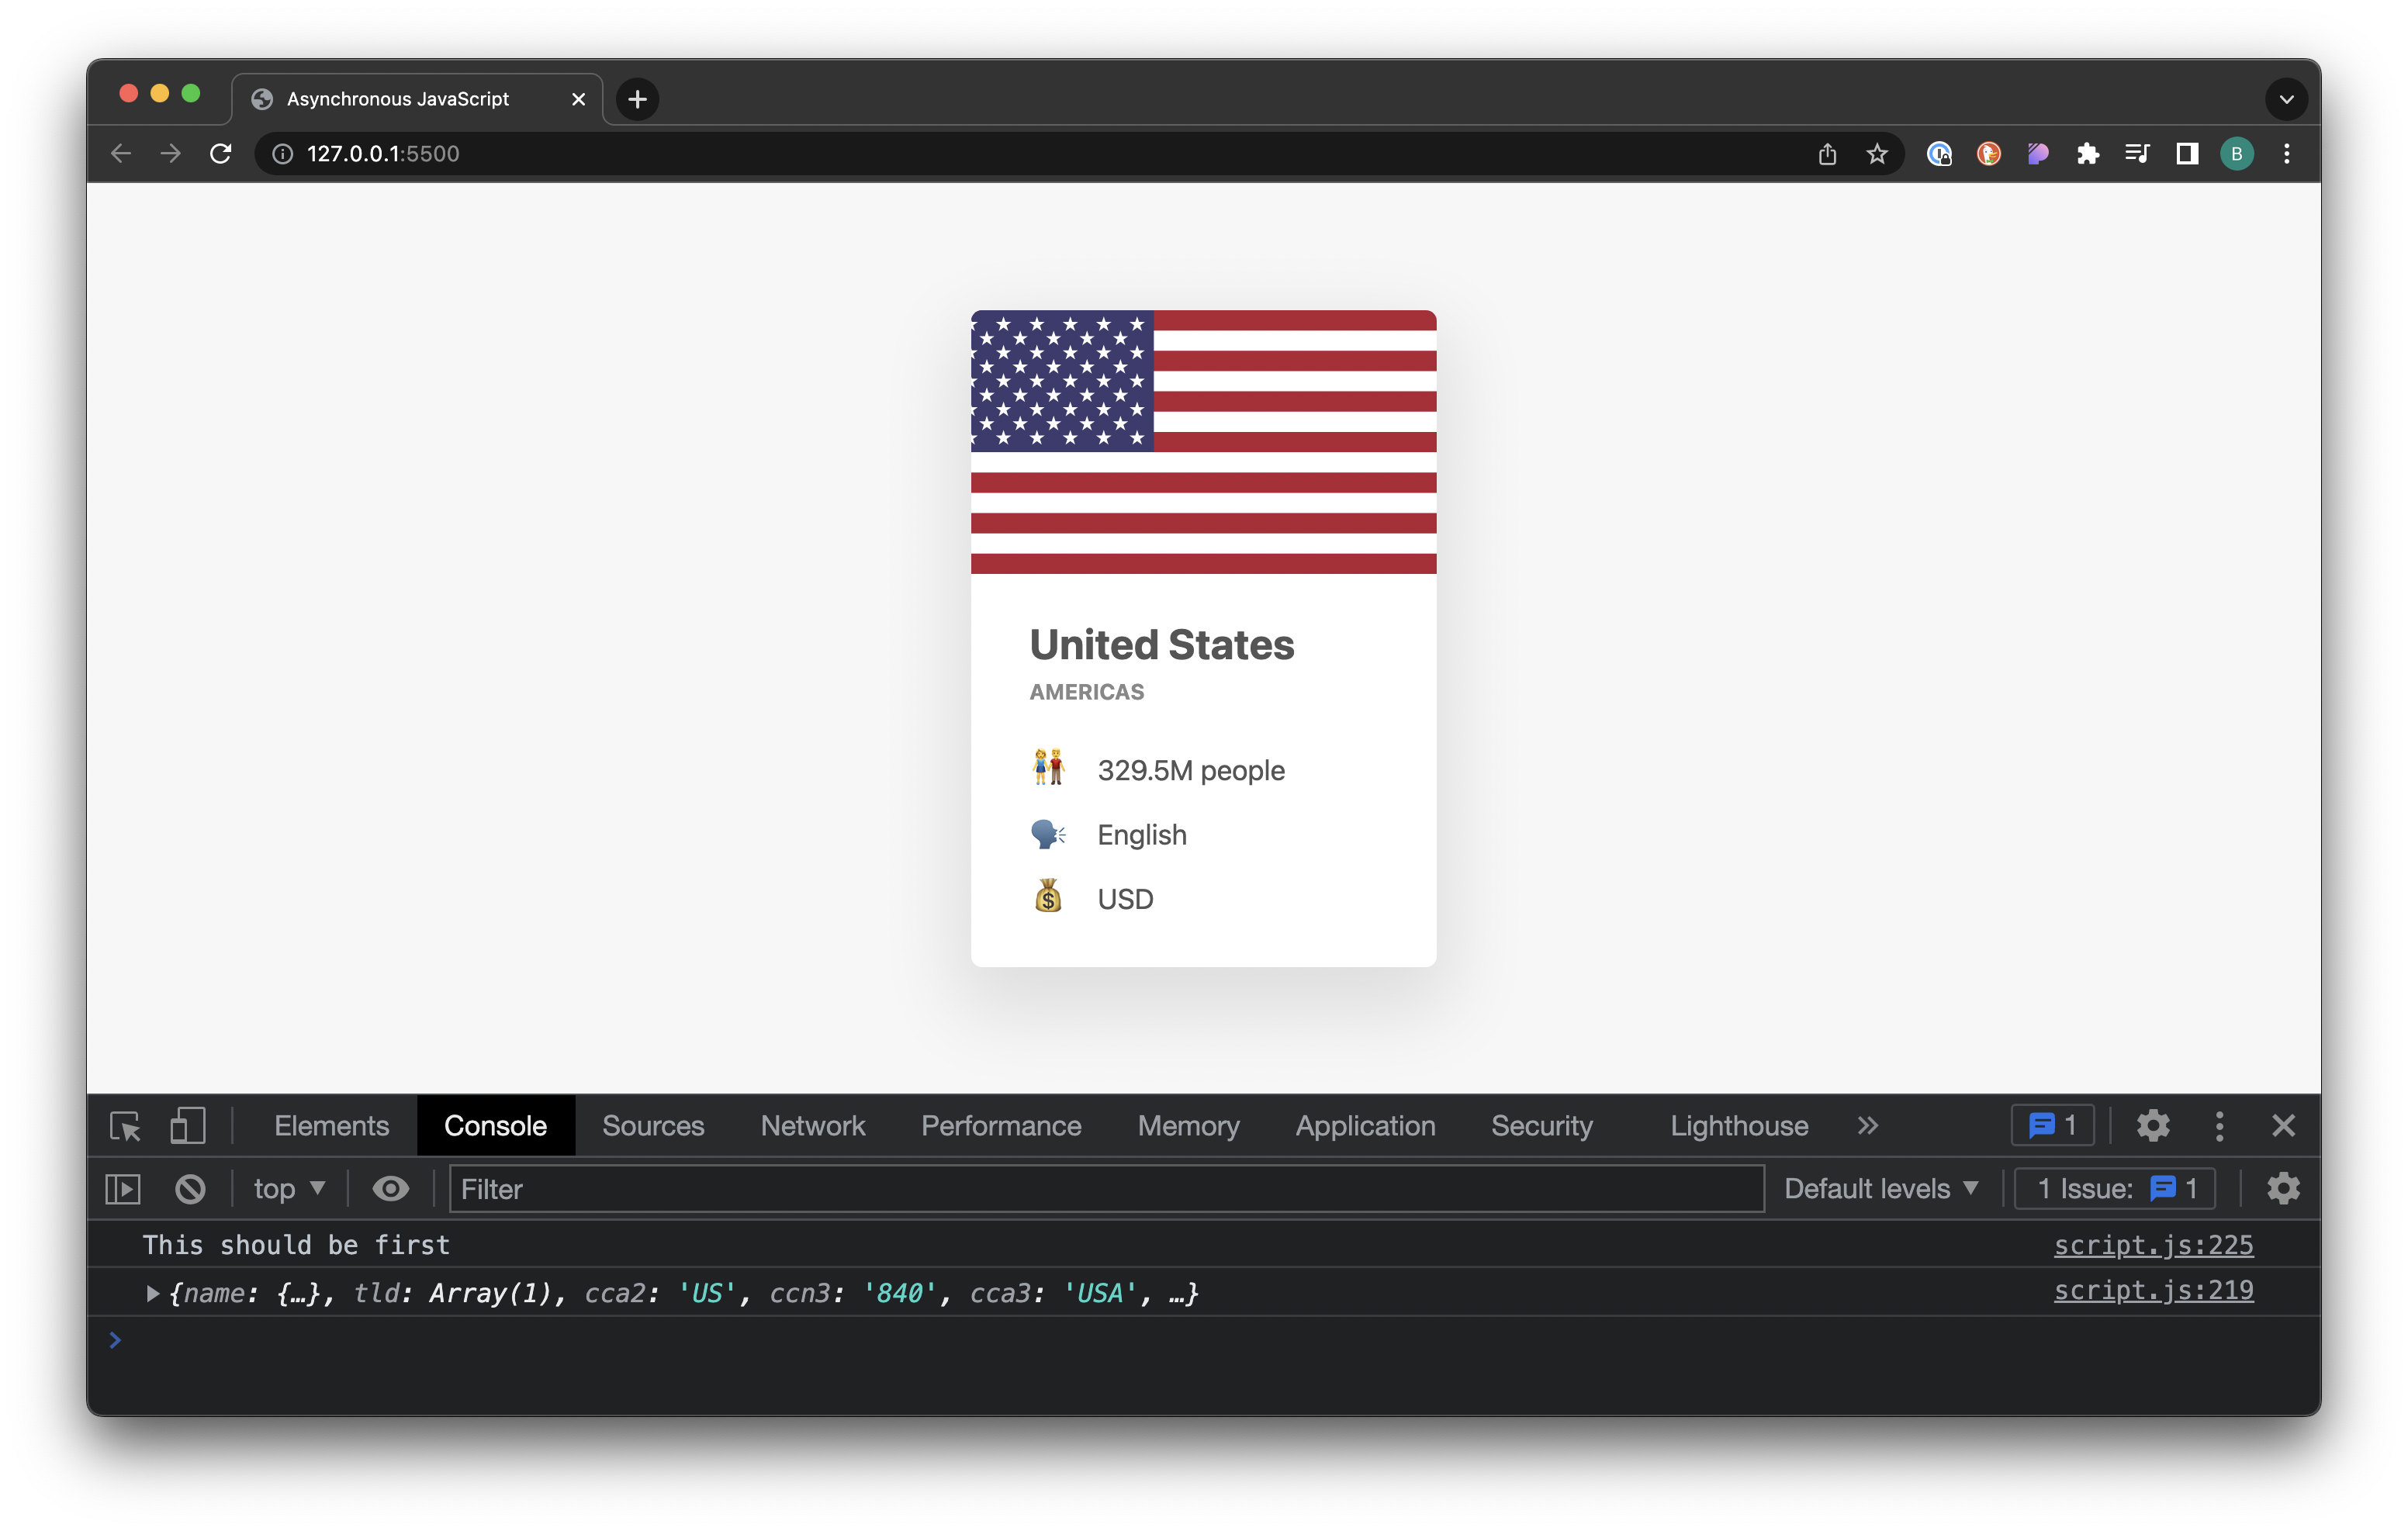 Asynchronous JavaScript
127.0.0.1:5500
B
United States
AMERICAS
329.5M people
English
$ USD
Elements Console Sources Network Performance Memory Application Security Lighthouse 1
top Filter Default levels 1 Issue: 1
This should be first script.js:225
{name: {…}, tld: Array(1), cca2: 'US', ccn3: '840', cca3: 'USA', …} script.js:219